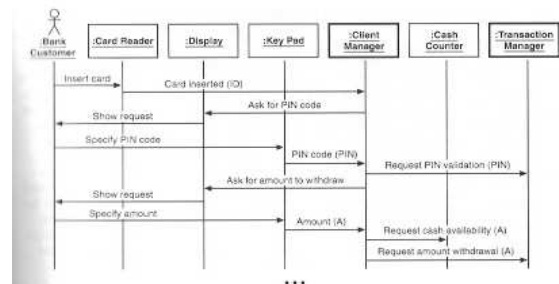 :Card Reader
:Display
:Key Pad
:Client
Manager
:Cash
Counter
:Transaction
Manager
Bank
Customer
Insert card
Card inserted (IO)
Ask for PIN code
Show request
Specify PIN code
PIN code (PIN)
Request PIN validation (PIN)
Ask for amount to withdraw
Show request
Specify amount
Amount (A)
Request cash availability (A)
Request amount withdrawal (A)
...